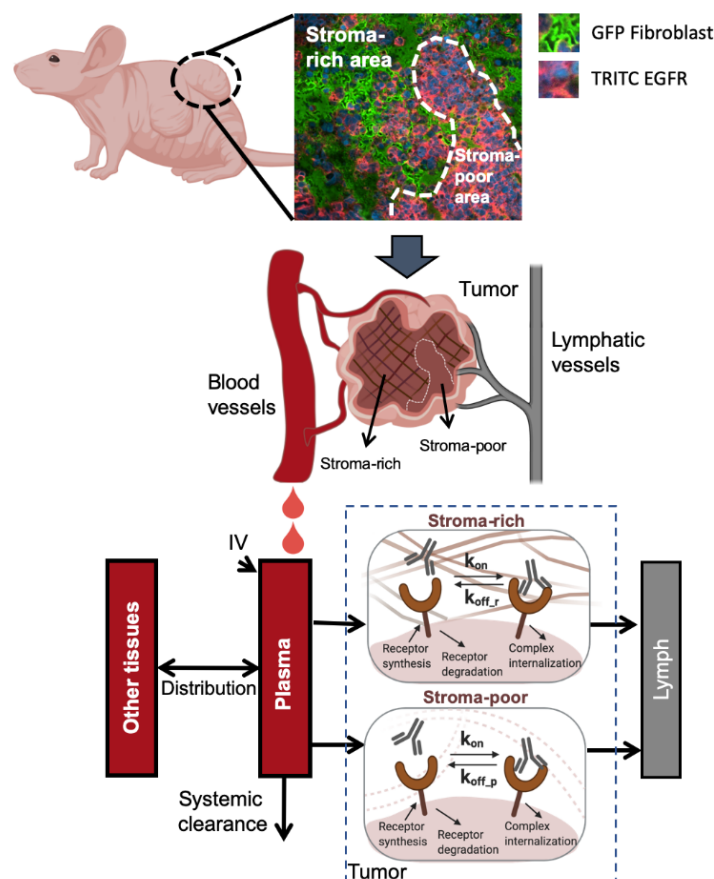 Stroma-
rich area
Stroma-
poor
area
GFP Fibroblast
TRITC EGFR
Tumor
Blood
vessels
Lymphatic
vessels
Stroma-rich
Stroma-poor
IV
Other tissues
Distribution
Plasma
Systemic
clearance
Stroma-rich
kon
koff_r
Receptor
synthesis
Receptor
degradation
Complex
internalization
Stroma-poor
kon
koff_p
Receptor
synthesis
Receptor
degradation
Complex
internalization
Tumor
Lymph